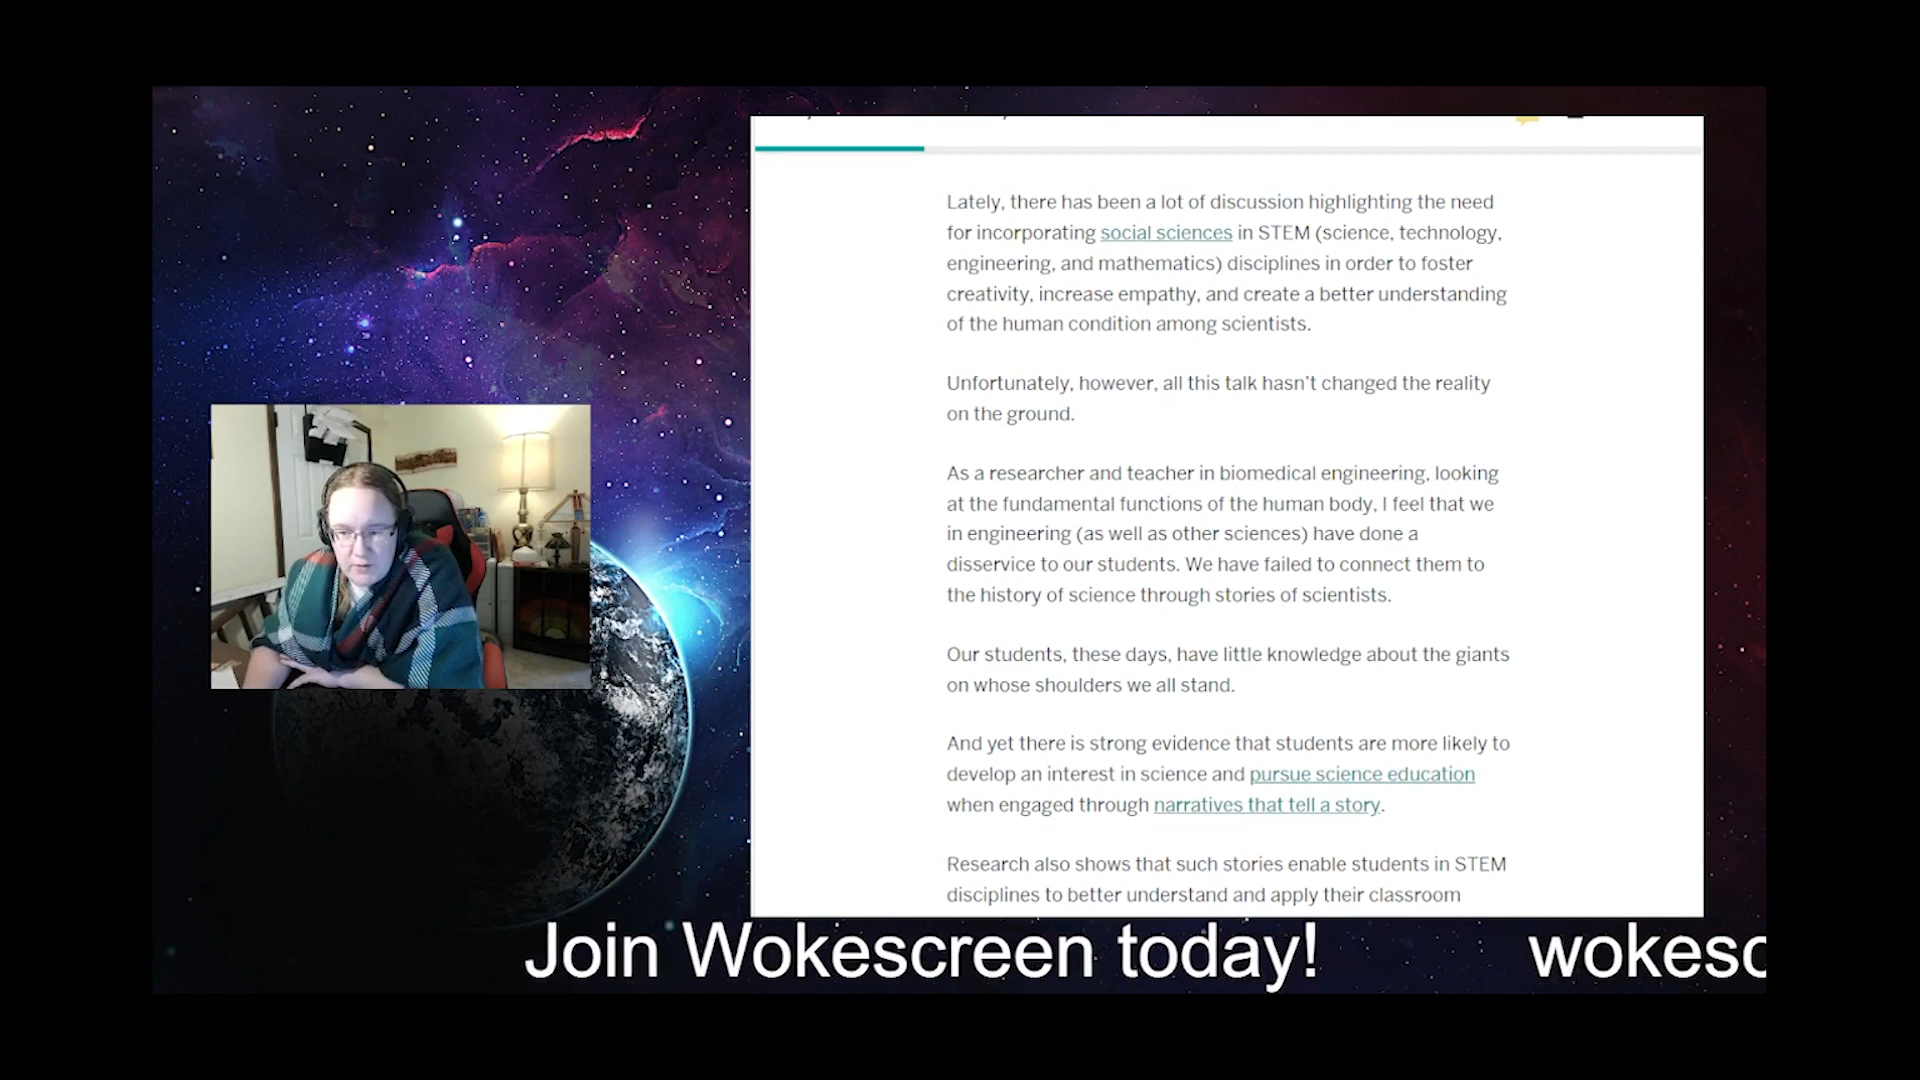 Lately, there has been a lot of discussion highlighting the need
for incorporating social sciences in STEM (science, technology,
engineering, and mathematics) disciplines in order to foster
creativity, increase empathy, and create a better understanding
of the human condition among scientists.
Unfortunately, however, all this talk hasn't changed the reality
on the ground.
As a researcher and teacher in biomedical engineering, looking
at the fundamental functions of the human body, I feel that we
in engineering (as well as other sciences) have done a
disservice to our students. We have failed to connect them to
the history of science through stories of scientists.
Our students, these days, have little knowledge about the giants
on whose shoulders we all stand.
And yet there is strong evidence that students are more likely to
develop an interest in science and pursue science education
when engaged through narratives that tell a story.
Research also shows that such stories enable students in STEM
disciplines to better understand and apply their classroom
Join Wokescreen today! wokesc